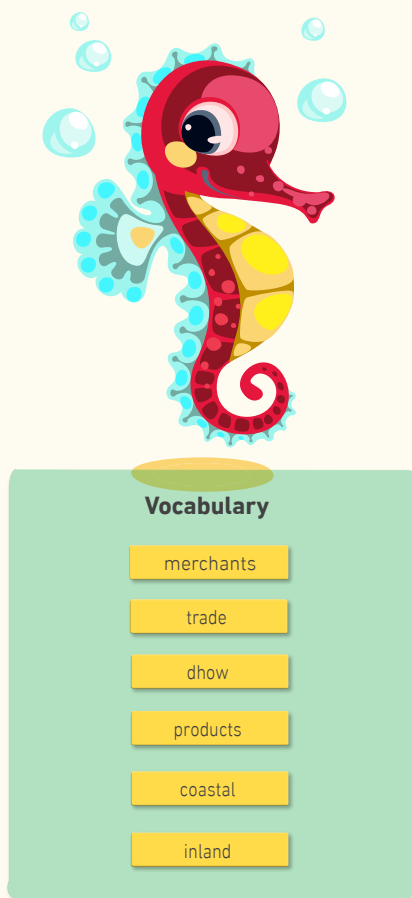 Vocabulary
merchants
trade
dhow
products
coastal
inland